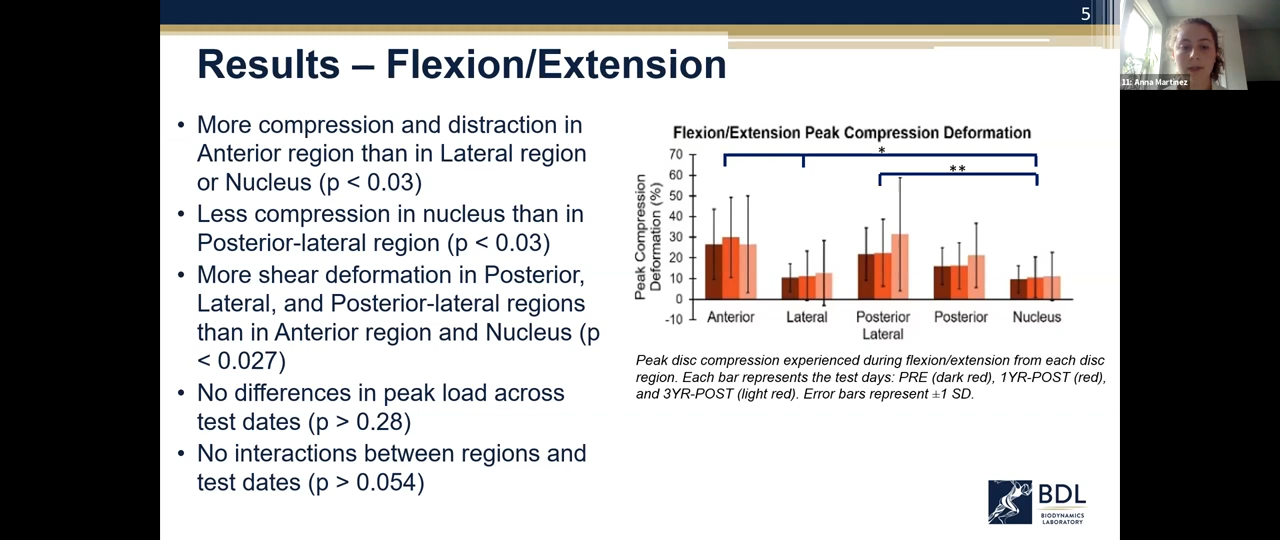 5
11: Anna Martinez
Results – Flexion/Extension
• More compression and distraction in
Anterior region than in Lateral region
or Nucleus (p < 0.03)
• Less compression in nucleus than in
Posterior-lateral region (p < 0.03)
• More shear deformation in Posterior,
Lateral, and Posterior-lateral regions
than in Anterior region and Nucleus (p
< 0.027)
• No differences in peak load across
test dates (p > 0.28)
• No interactions between regions and
test dates (p > 0.054)
Flexion/Extension Peak Compression Deformation
Peak Compression
Deformation (%)
70
60
50
40
30
20
10
0
-10
*
**
Anterior
Lateral
Posterior
Lateral
Posterior
Nucleus
Peak disc compression experienced during flexion/extension from each disc
region. Each bar represents the test days: PRE (dark red), 1YR-POST (red),
and 3YR-POST (light red). Error bars represent ±1 SD.
BDL
BIODYNAMICS
LABORATORY